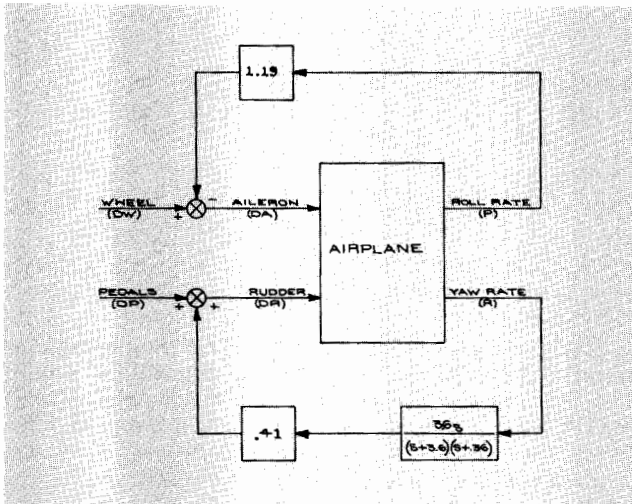 1.19
WHEEL
(DW)
+
-
AILERON
(DA)
ROLL RATE
(P)
AIRPLANE
PEDALS
(DP)
+
+
RUDDER
(DR)
YAW RATE
(R)
.41
36s
(S+3.6)(S+.36)